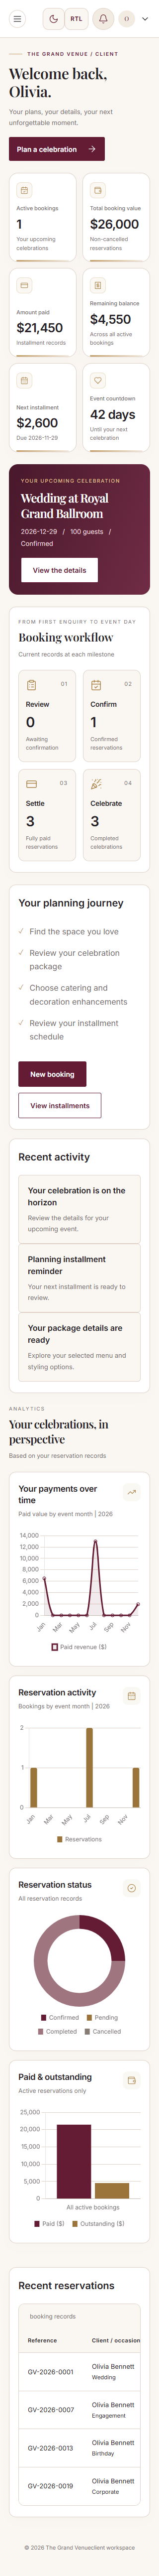 RTL
O
THE GRAND VENUE / CLIENT
Welcome back,
Olivia.
Your plans, your details, your next
unforgettable moment.
Plan a celebration
Active bookings
1
Your upcoming
celebrations
Total booking value
$26,000
Non-cancelled
reservations
Amount paid
$21,450
Installment records
Remaining balance
$4,550
Across all active
bookings
Next installment
$2,600
Due 2026-11-29
Event countdown
42 days
Until your next
celebration
YOUR UPCOMING CELEBRATION
Wedding at Royal
Grand Ballroom
2026-12-29 / 100 guests /
Confirmed
View the details
FROM FIRST ENQUIRY TO EVENT DAY
Booking workflow
Current records at each milestone
01
Review
0
Awaiting
confirmation
02
Confirm
1
Confirmed
reservations
03
Settle
3
Fully paid
reservations
04
Celebrate
3
Completed
celebrations
Your planning journey
✓ Find the space you love
✓ Review your celebration
package
✓ Choose catering and
decoration enhancements
✓ Review your installment
schedule
New booking
View installments
Recent activity
Your celebration is on the
horizon
Review the details for your
upcoming event.
Planning installment
reminder
Your next installment is ready to
review.
Your package details are
ready
Explore your selected menu and
styling options.
ANALYTICS
Your celebrations, in
perspective
Based on your reservation records
Your payments over
time
Paid value by event month | 2026
14,000
12,000
10,000
8,000
6,000
4,000
2,000
0
Jan Mar May Jul Sep Nov
Paid revenue ($)
Reservation activity
Bookings by event month | 2026
2
1
0
Jan Mar May Jul Sep Nov
Reservations
Reservation status
All reservation records
Confirmed Pending
Completed Cancelled
Paid & outstanding
Active reservations only
25,000
20,000
15,000
10,000
5,000
0
All active bookings
Paid ($) Outstanding ($)
Recent reservations
booking records
Reference Client / occasion
GV-2026-0001 Olivia Bennett
Wedding
GV-2026-0007 Olivia Bennett
Engagement
GV-2026-0013 Olivia Bennett
Birthday
GV-2026-0019 Olivia Bennett
Corporate
© 2026 The Grand Venueclient workspace